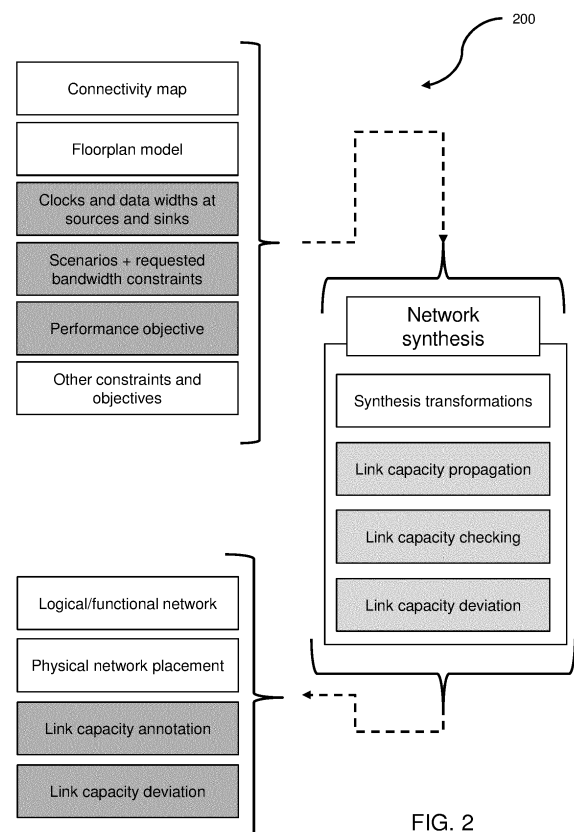 200
Connectivity map
Floorplan model
Clocks and data widths at
sources and sinks
Scenarios + requested
bandwidth constraints
Performance objective
Other constraints and
objectives
Network
synthesis
Synthesis transformations
Link capacity propagation
Link capacity checking
Link capacity deviation
Logical/functional network
Physical network placement
Link capacity annotation
Link capacity deviation
FIG. 2